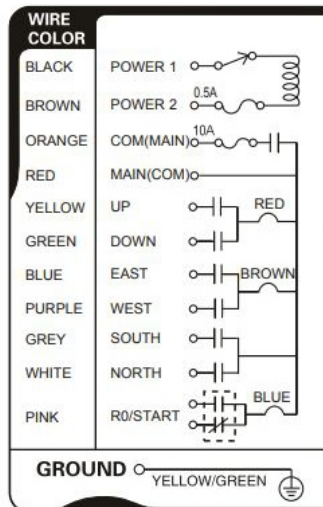 WIRE
COLOR
BLACK POWER 1
BROWN POWER 2 0.5A
ORANGE COM(MAIN) 10A
RED MAIN(COM)
YELLOW UP RED
GREEN DOWN
BLUE EAST BROWN
PURPLE WEST
GREY SOUTH
WHITE NORTH
PINK R0/START BLUE
GROUND YELLOW/GREEN